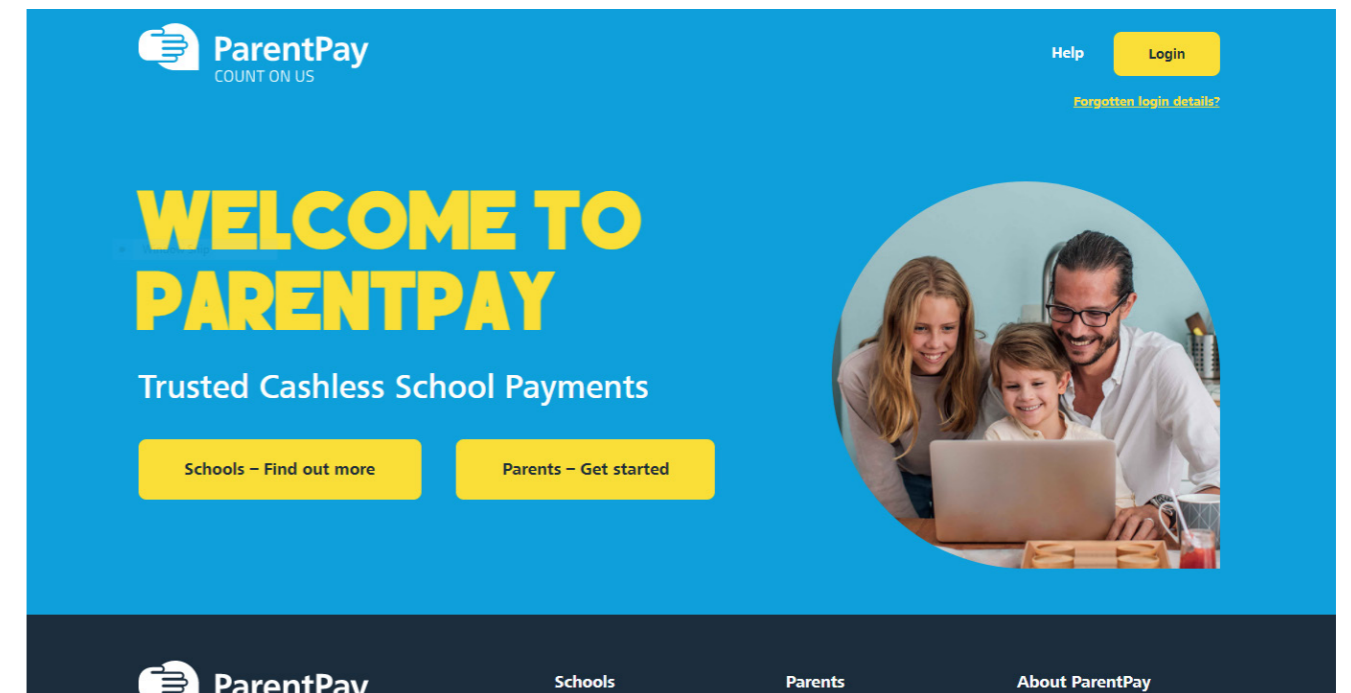 ParentPay
COUNT ON US
Help
Login
Forgotten login details?
WELCOME TO
PARENTPAY
Trusted Cashless School Payments
Schools – Find out more
Parents – Get started
ParentPay
Schools
Parents
About ParentPay